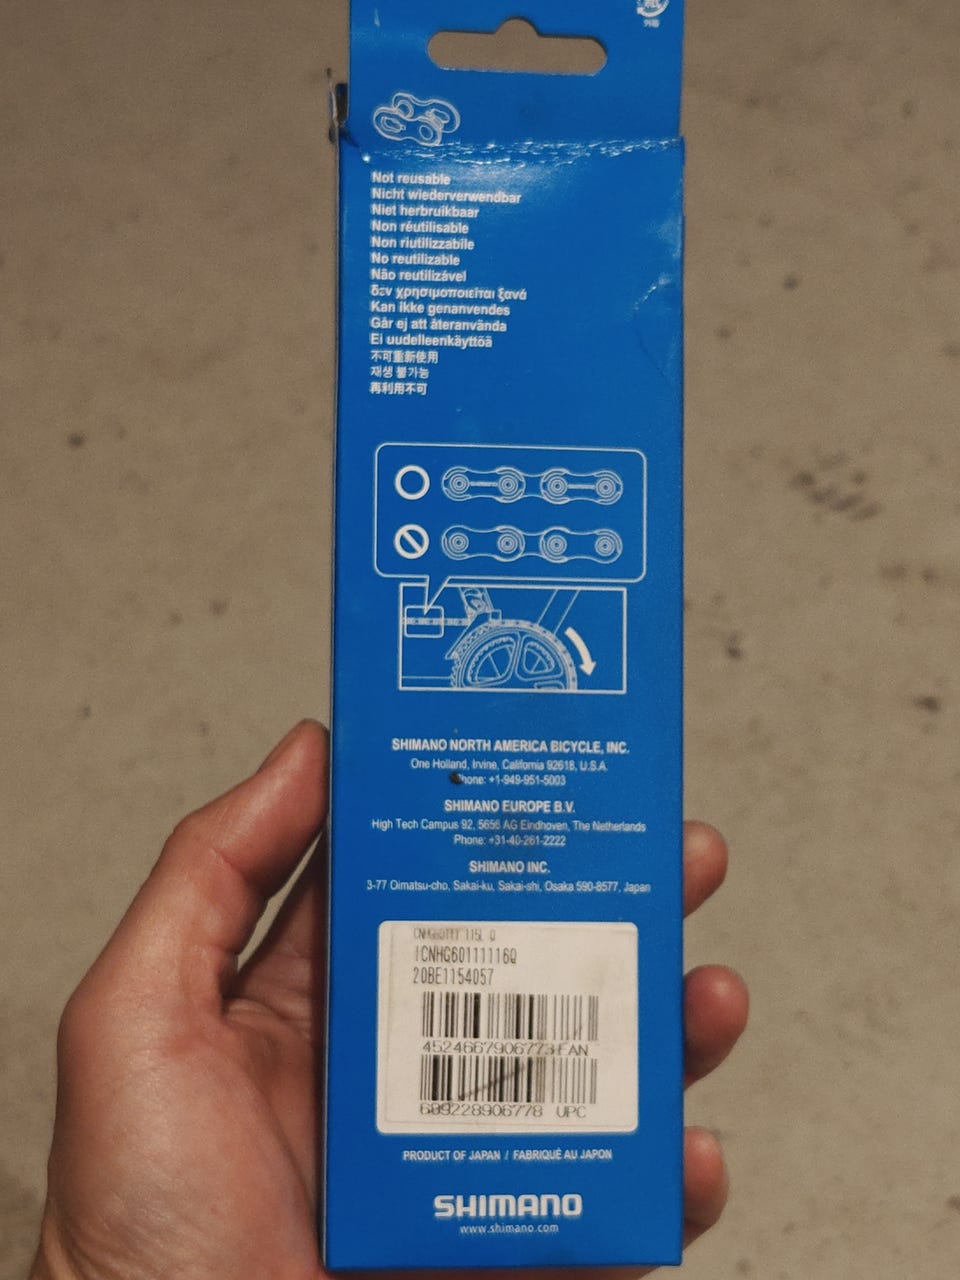 外箱
Not reusable
Nicht wiederverwendbar
Niet herbruikbaar
Non réutilisable
Non riutilizzabile
No reutilizable
Não reutilizável
δεν χρησιμοποιείται ξανά
Kan ikke genanvendes
Går ej att återanvända
Ei uudelleenkäyttöä
不可重新使用
재생 불가능
再利用不可
SHIMANO NORTH AMERICA BICYCLE, INC.
One Holland, Irvine, California 92618, U.S.A.
Phone: +1-949-951-5003
SHIMANO EUROPE B.V.
High Tech Campus 92, 5656 AG Eindhoven, The Netherlands
Phone: +31-40-261-2222
SHIMANO INC.
3-77 Oimatsu-cho, Sakai-ku, Sakai-shi, Osaka 590-8577, Japan
115L Q
ICNHG60111116Q
20BE1154057
4524667906773 EAN
689228906778 UPC
PRODUCT OF JAPAN / FABRIQUÉ AU JAPON
SHIMANO
www.shimano.com